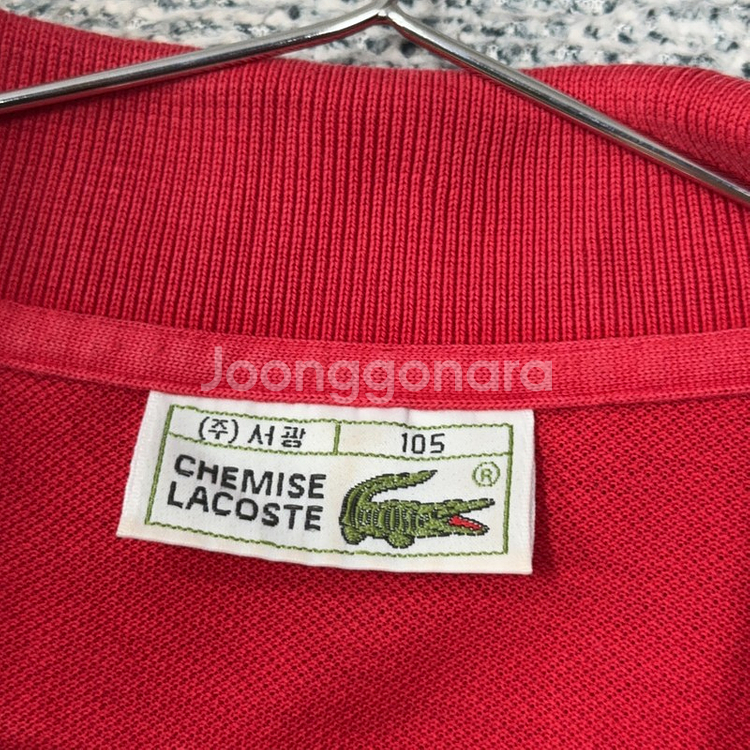 Joonggonara
(주) 서광 105
CHEMISE
LACOSTE
®